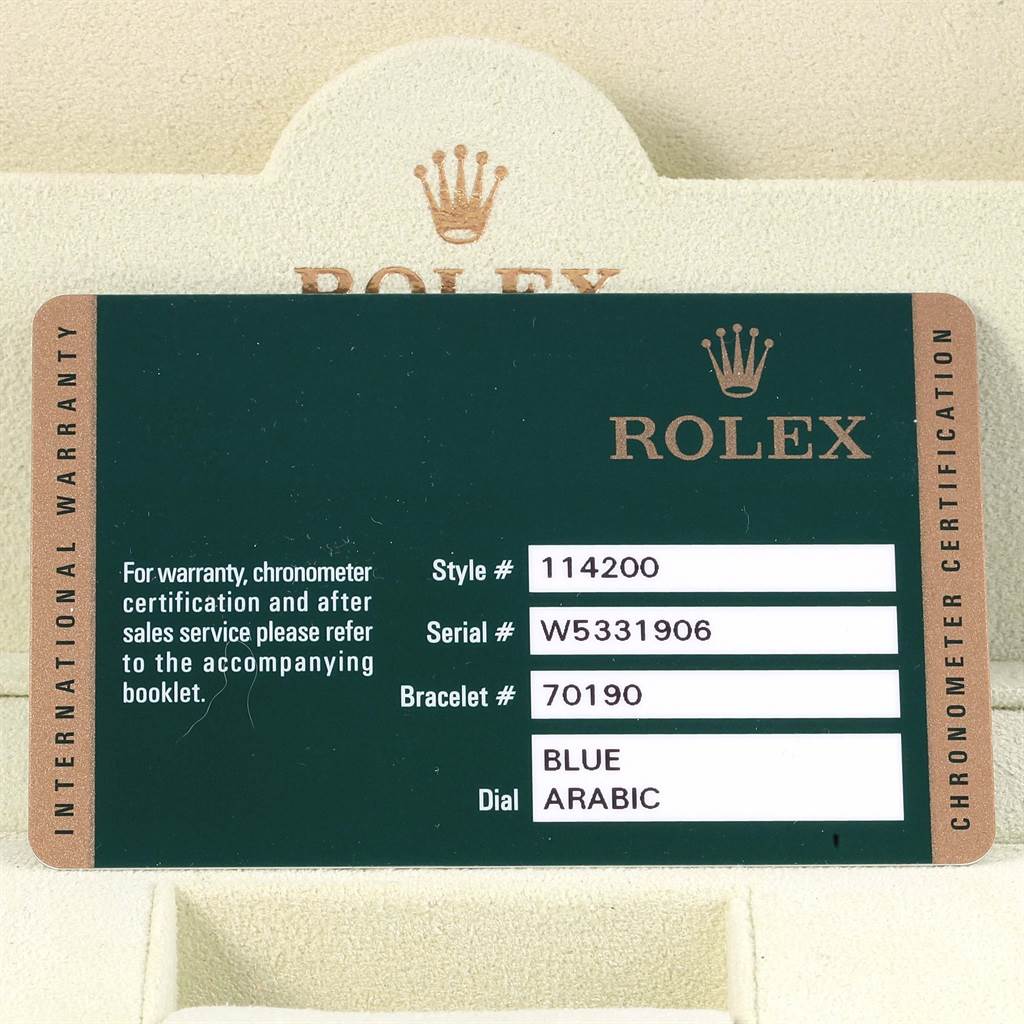 ROLEX
ROLEX
INTERNATIONAL WARRANTY
For warranty, chronometer
certification and after
sales service please refer
to the accompanying
booklet.
Style # 114200
Serial # W5331906
Bracelet # 70190
Dial BLUE
ARABIC
CHRONOMETER CERTIFICATION